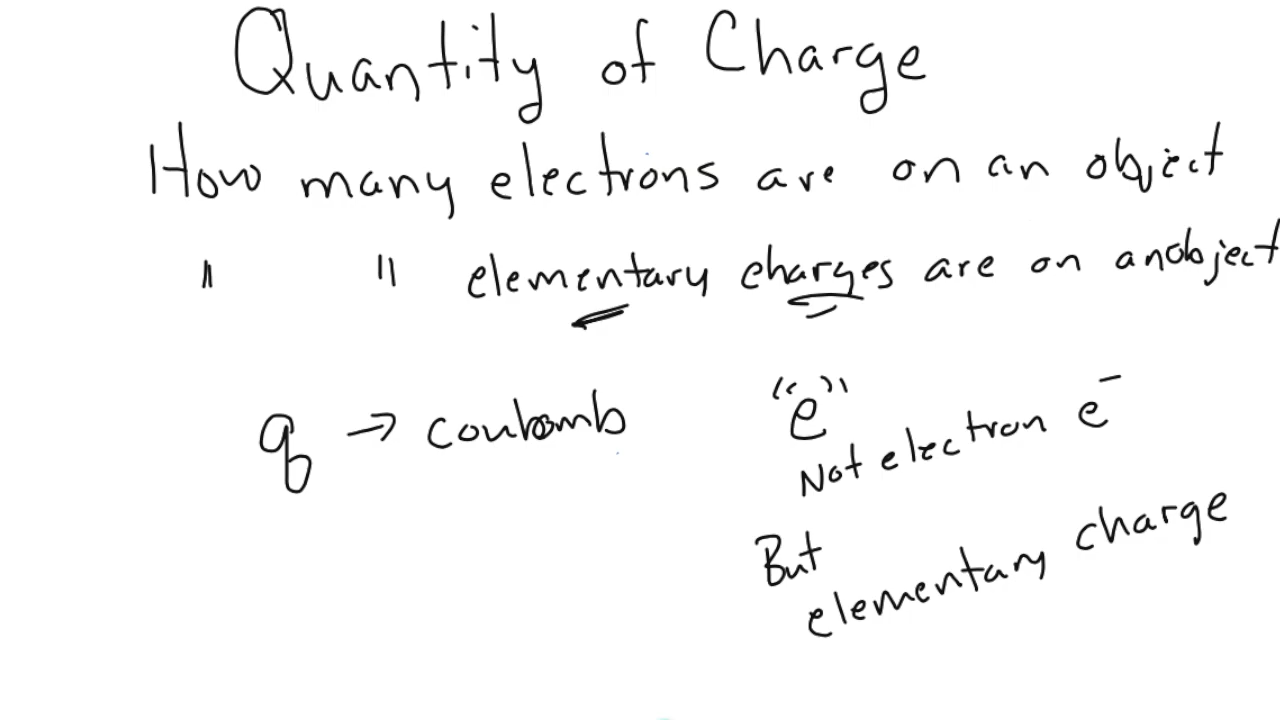 Quantity of Charge
How many electrons are on an object
" " elementary charges are on an object
q → coulomb
"e"
Not electron e⁻
But
elementary charge